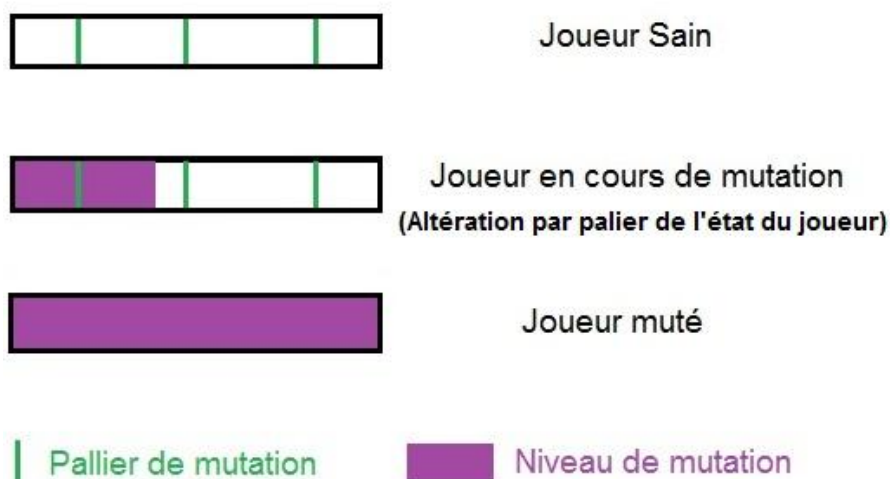 Joueur Sain
Joueur en cours de mutation
(Altération par palier de l'état du joueur)
Joueur muté
Pallier de mutation
Niveau de mutation